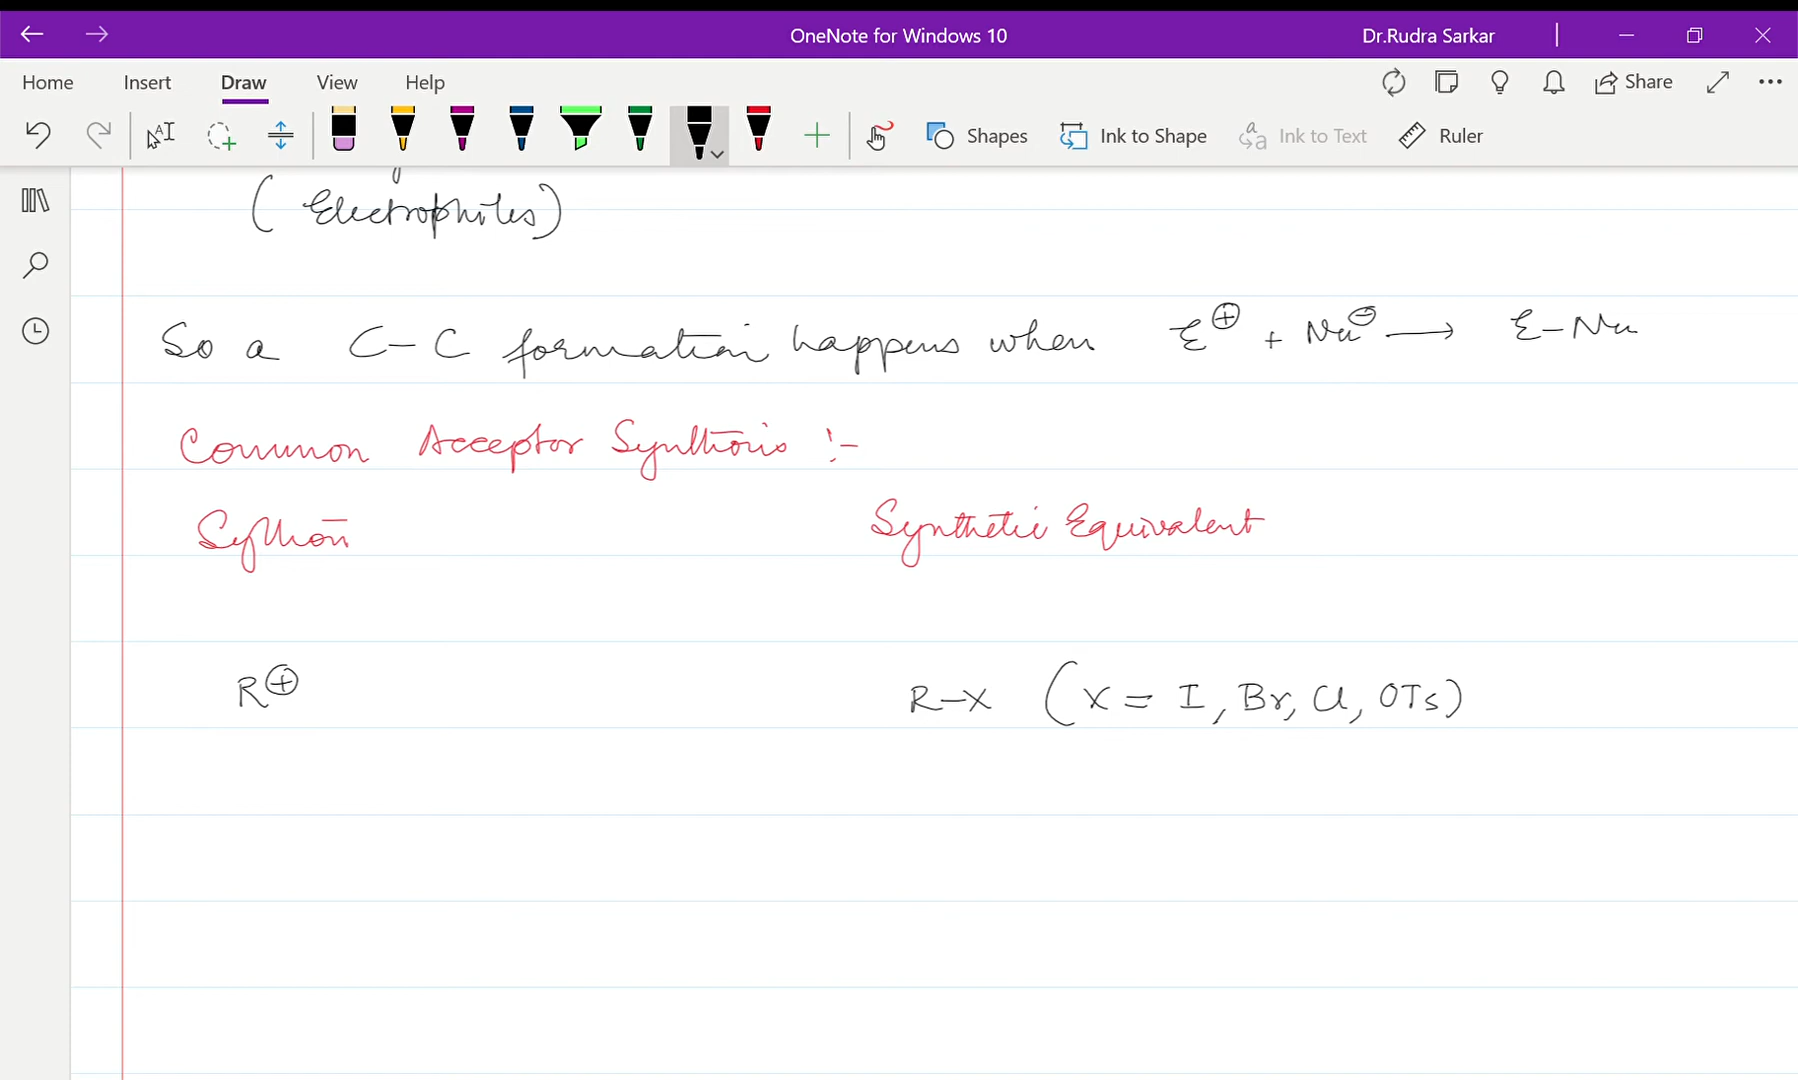 OneNote for Windows 10
Dr.Rudra Sarkar
Home Insert Draw View Help
Share
Shapes Ink to Shape Ink to Text Ruler
(Electrophiles)
So a C-C formation happens when E⊕ + Nu⊖ ⟶ E-Nu
Common Acceptor Synthons :-
Sython
Synthetic Equivalent
R⊕
R-X (X = I, Br, Cl, OTs)